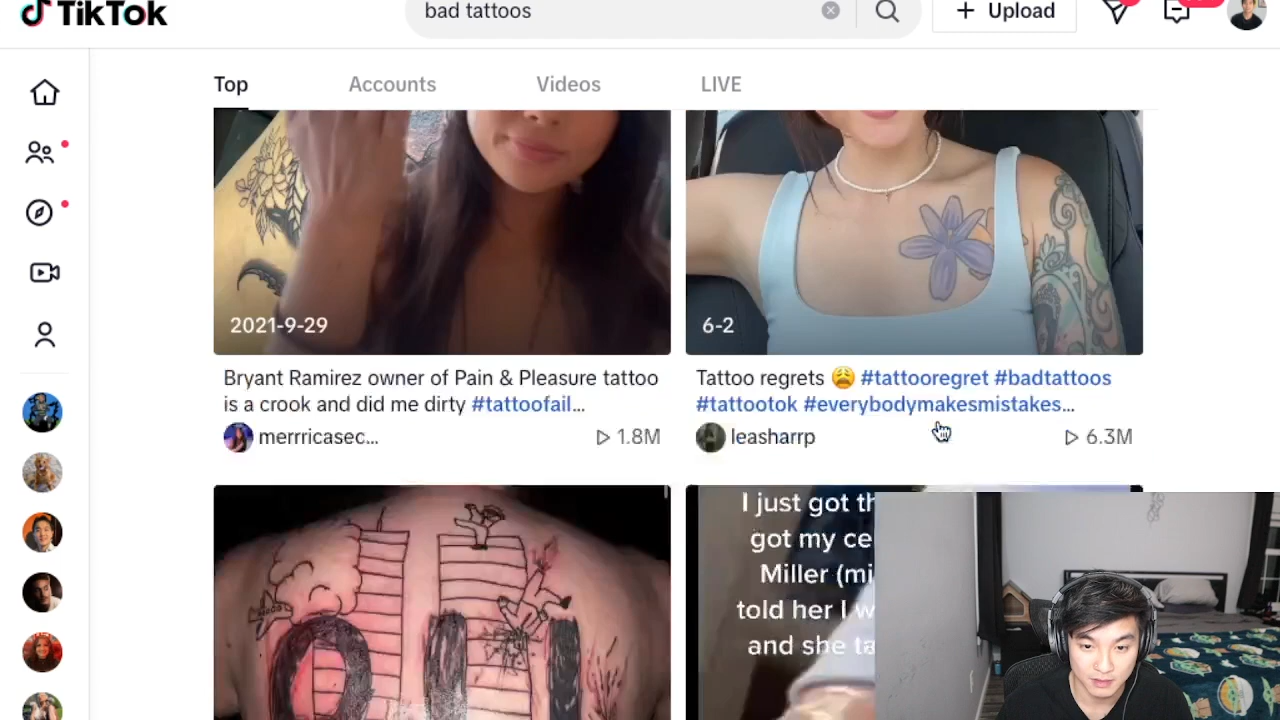 TikTok
bad tattoos
Upload
Top
Accounts
Videos
LIVE
2021-9-29
6-2
Bryant Ramirez owner of Pain & Pleasure tattoo
is a crook and did me dirty #tattoofail...
merrricasec...
1.8M
Tattoo regrets 😩 #tattooregret #badtattoos
#tattootok #everybodymakesmistakes...
leasharrp
6.3M
911
I just got th
got my ce
Miller (mi
told her I w
and she ta